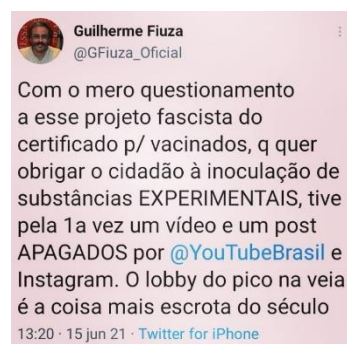 Guilherme Fiuza
@GFiuza_Oficial
Com o mero questionamento
a esse projeto fascista do
certificado p/ vacinados, q quer
obrigar o cidadão à inoculação de
substâncias EXPERIMENTAIS, tive
pela 1a vez um vídeo e um post
APAGADOS por @YouTubeBrasil e
Instagram. O lobby do pico na veia
é a coisa mais escrota do século
13:20 · 15 jun 21 · Twitter for iPhone